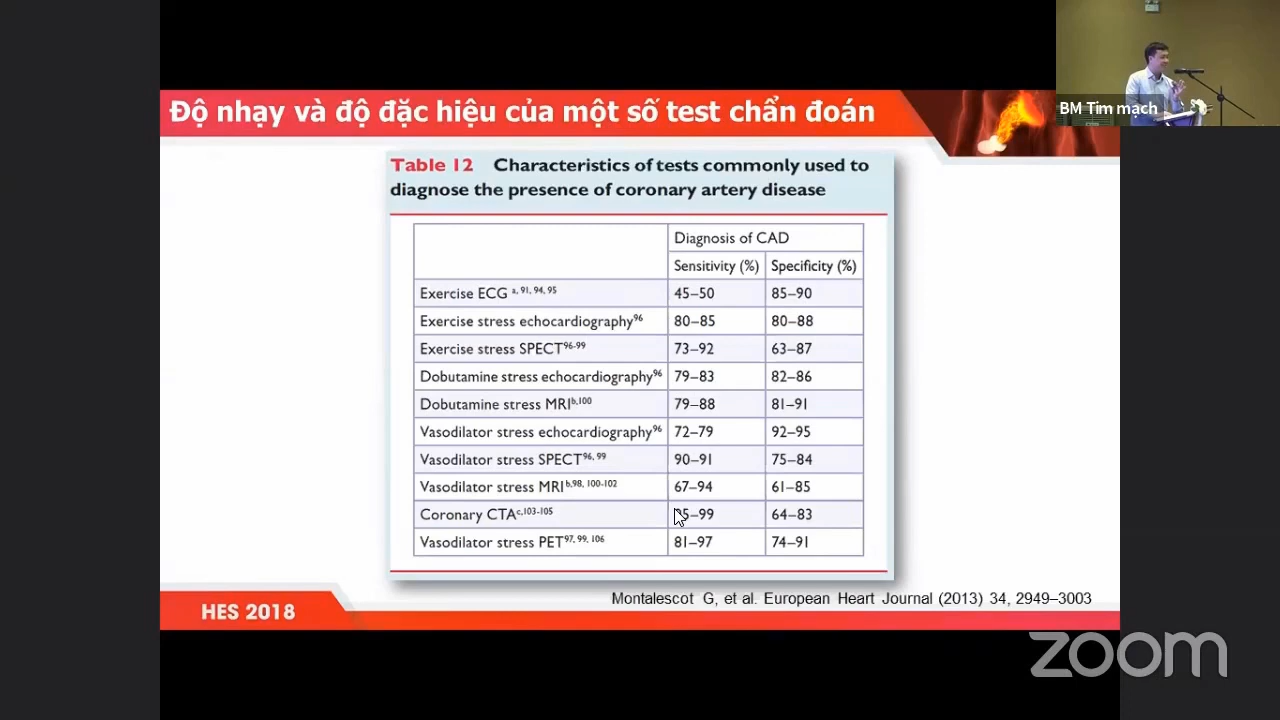 BM Tim mạch
Độ nhạy và độ đặc hiệu của một số test chẩn đoán
Table 12 Characteristics of tests commonly used to
diagnose the presence of coronary artery disease
Diagnosis of CAD
Sensitivity (%) Specificity (%)
Exercise ECG a, 91, 94, 95 45–50 85–90
Exercise stress echocardiography96 80–85 80–88
Exercise stress SPECT96-99 73–92 63–87
Dobutamine stress echocardiography96 79–83 82–86
Dobutamine stress MRIb,100 79–88 81–91
Vasodilator stress echocardiography96 72–79 92–95
Vasodilator stress SPECT96, 99 90–91 75–84
Vasodilator stress MRIb,98, 100-102 67–94 61–85
Coronary CTAc,103-105 5–99 64–83
Vasodilator stress PET97, 99, 106 81–97 74–91
Montalescot G, et al. European Heart Journal (2013) 34, 2949–3003
HES 2018
zoom